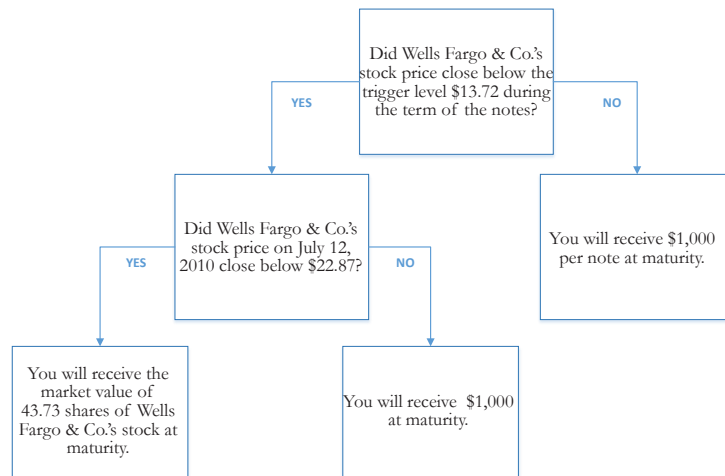 Did Wells Fargo & Co.'s
stock price close below the
trigger level $13.72 during
the term of the notes?
YES
NO
Did Wells Fargo & Co.'s
stock price on July 12,
2010 close below $22.87?
You will receive $1,000
per note at maturity.
YES
NO
You will receive the
market value of
43.73 shares of Wells
Fargo & Co.'s stock at
maturity.
You will receive $1,000
at maturity.